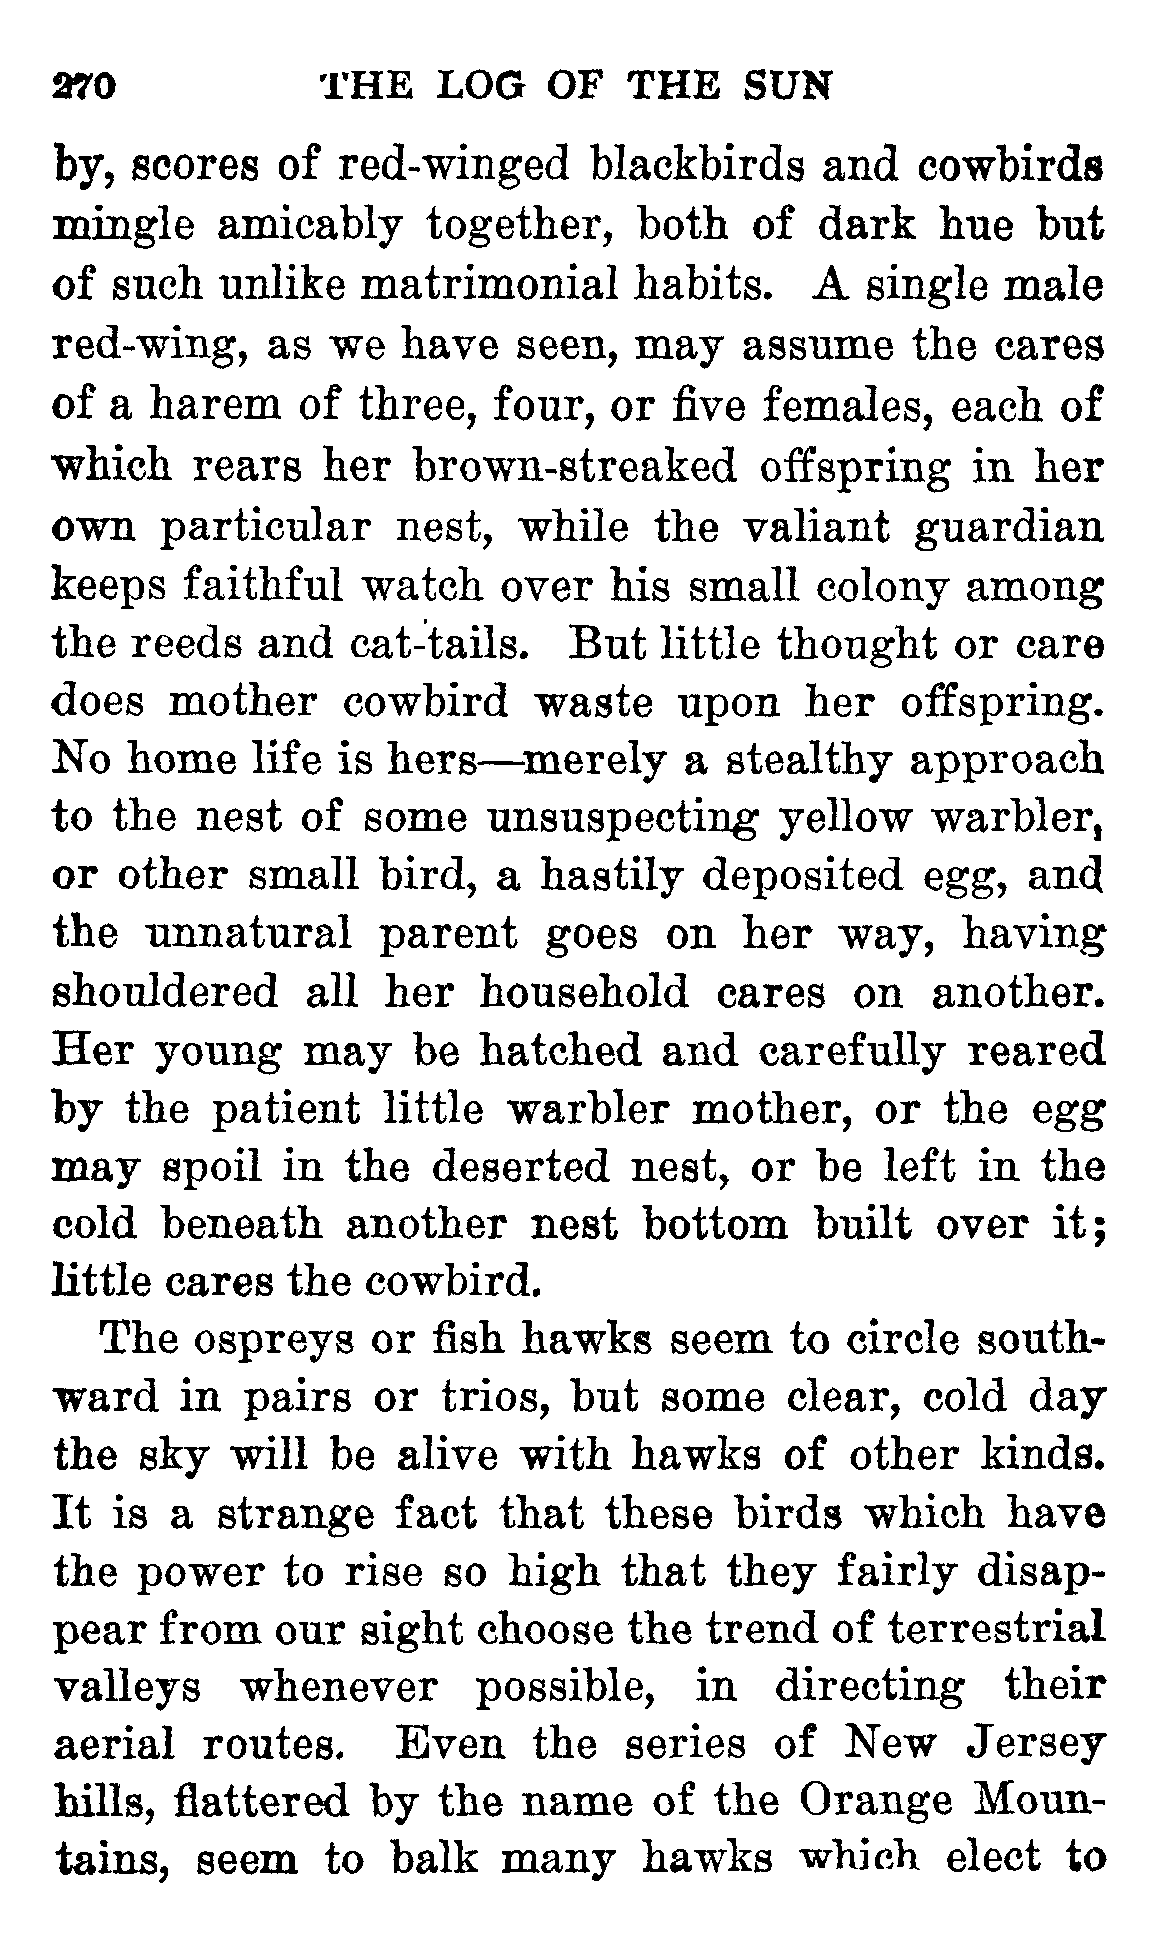 270 THE LOG OF THE SUN
by, scores of red-winged blackbirds and cowbirds
mingle amicably together, both of dark hue but
of such unlike matrimonial habits. A single male
red-wing, as we have seen, may assume the cares
of a harem of three, four, or five females, each of
which rears her brown-streaked offspring in her
own particular nest, while the valiant guardian
keeps faithful watch over his small colony among
the reeds and cat-tails. But little thought or care
does mother cowbird waste upon her offspring.
No home life is hers—merely a stealthy approach
to the nest of some unsuspecting yellow warbler,
or other small bird, a hastily deposited egg, and
the unnatural parent goes on her way, having
shouldered all her household cares on another.
Her young may be hatched and carefully reared
by the patient little warbler mother, or the egg
may spoil in the deserted nest, or be left in the
cold beneath another nest bottom built over it;
little cares the cowbird.
The ospreys or fish hawks seem to circle south-
ward in pairs or trios, but some clear, cold day
the sky will be alive with hawks of other kinds.
It is a strange fact that these birds which have
the power to rise so high that they fairly disap-
pear from our sight choose the trend of terrestrial
valleys whenever possible, in directing their
aerial routes. Even the series of New Jersey
hills, flattered by the name of the Orange Moun-
tains, seem to balk many hawks which elect to